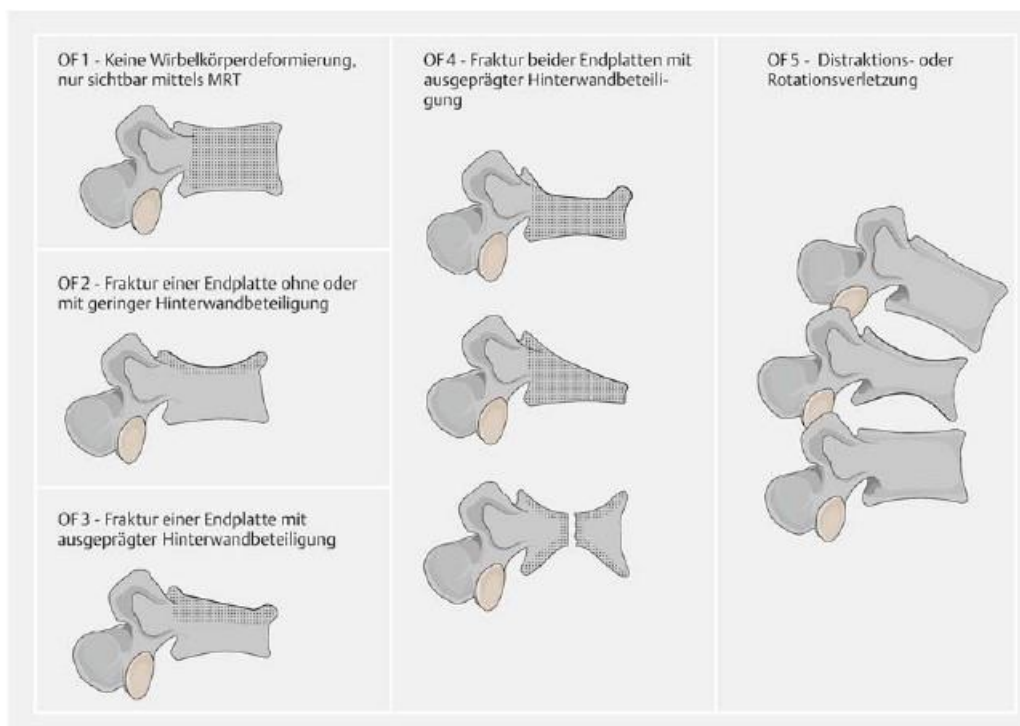 OF 1 - Keine Wirbelkörperdeformierung,
nur sichtbar mittels MRT
OF 2 - Fraktur einer Endplatte ohne oder
mit geringer Hinterwandbeteiligung
OF 3 - Fraktur einer Endplatte mit
ausgeprägter Hinterwandbeteiligung
OF 4 - Fraktur beider Endplatten mit
ausgeprägter Hinterwandbeteili-
gung
OF 5 - Distraktions- oder
Rotationsverletzung